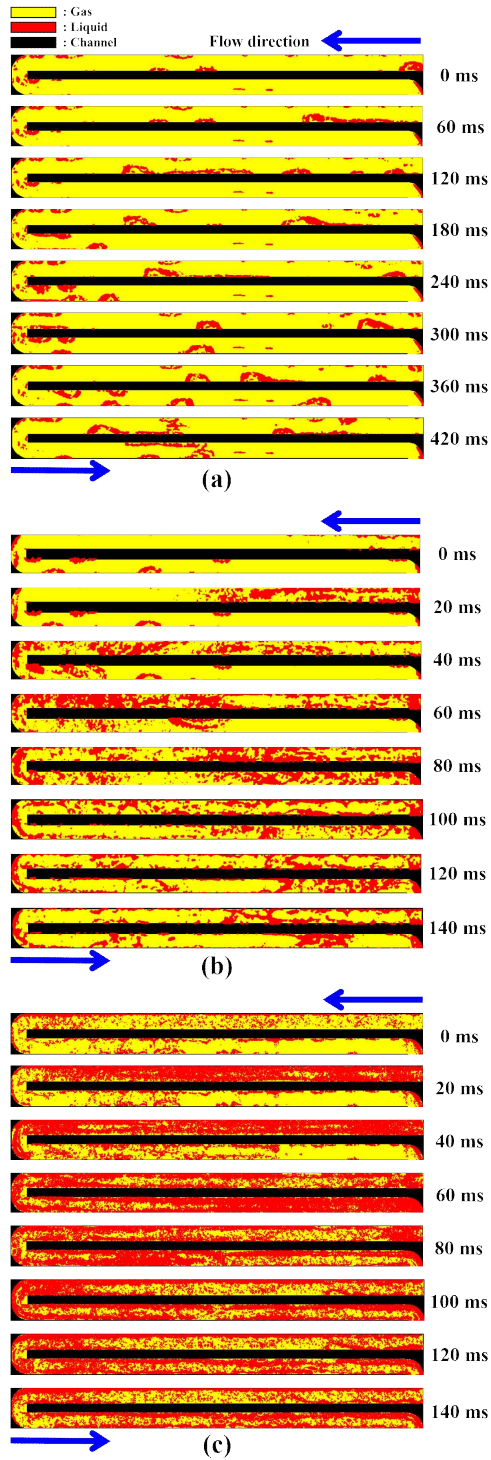 : Gas
: Liquid
: Channel
Flow direction
0 ms
60 ms
120 ms
180 ms
240 ms
300 ms
360 ms
420 ms
(a)
0 ms
20 ms
40 ms
60 ms
80 ms
100 ms
120 ms
140 ms
(b)
0 ms
20 ms
40 ms
60 ms
80 ms
100 ms
120 ms
140 ms
(c)